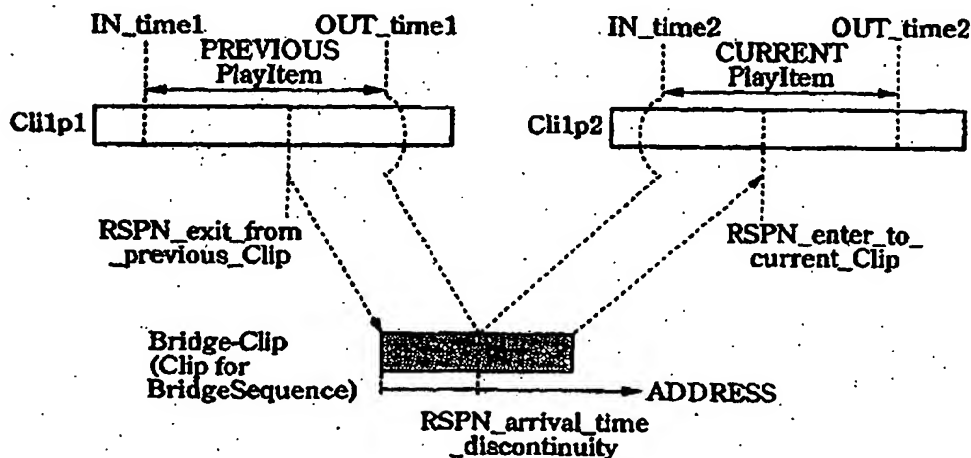 IN_time1
OUT_time1
PREVIOUS
PlayItem
Cli1p1
RSPN_exit_from
_previous_Clip
IN_time2
OUT_time2
CURRENT
PlayItem
Cli1p2
RSPN_enter_to_
current_Clip
Bridge-Clip
(Clip for
BridgeSequence)
ADDRESS
RSPN_arrival_time
_discontinuity